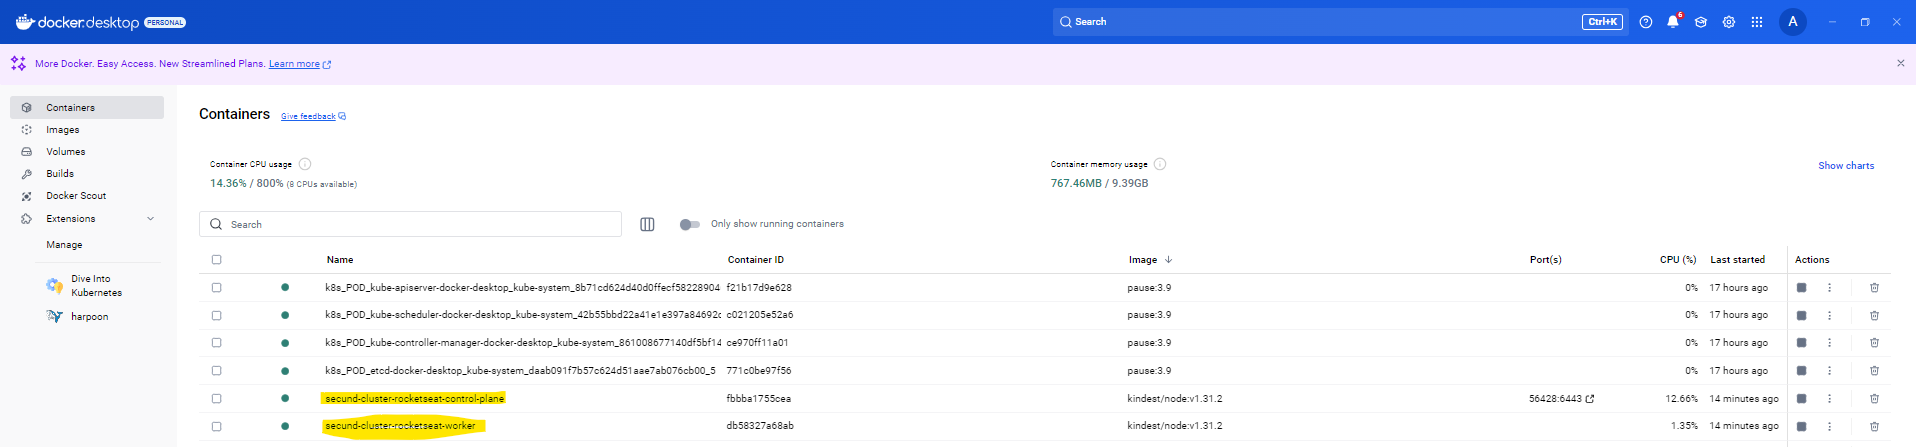 docker.desktop PERSONAL
Search Ctrl+K 6 A
More Docker. Easy Access. New Streamlined Plans. Learn more
Containers
Images
Volumes
Builds
Docker Scout
Extensions
Manage
Dive Into
Kubernetes
harpoon
Containers Give feedback
Container CPU usage
14.36% / 800% (8 CPUs available)
Container memory usage
767.46MB / 9.39GB
Show charts
Search
Only show running containers
Name Container ID Image Port(s) CPU (%) Last started Actions
k8s_POD_kube-apiserver-docker-desktop_kube-system_8b71cd624d40d0ffecf58228904 f21b17d9e628 pause:3.9 0% 17 hours ago
k8s_POD_kube-scheduler-docker-desktop_kube-system_42b55bbd22a41e1e397a84692c c021205e52a6 pause:3.9 0% 17 hours ago
k8s_POD_kube-controller-manager-docker-desktop_kube-system_861008677140df5bf14 ce970ff11a01 pause:3.9 0% 17 hours ago
k8s_POD_etcd-docker-desktop_kube-system_daab091f7b57c624d51aae7ab076cb00_5 771c0be97f56 pause:3.9 0% 17 hours ago
secund-cluster-rocketseat-control-plane fbbba1755cea kindest/node:v1.31.2 56428:6443 12.66% 14 minutes ago
secund-cluster-rocketseat-worker db58327a68ab kindest/node:v1.31.2 1.35% 14 minutes ago